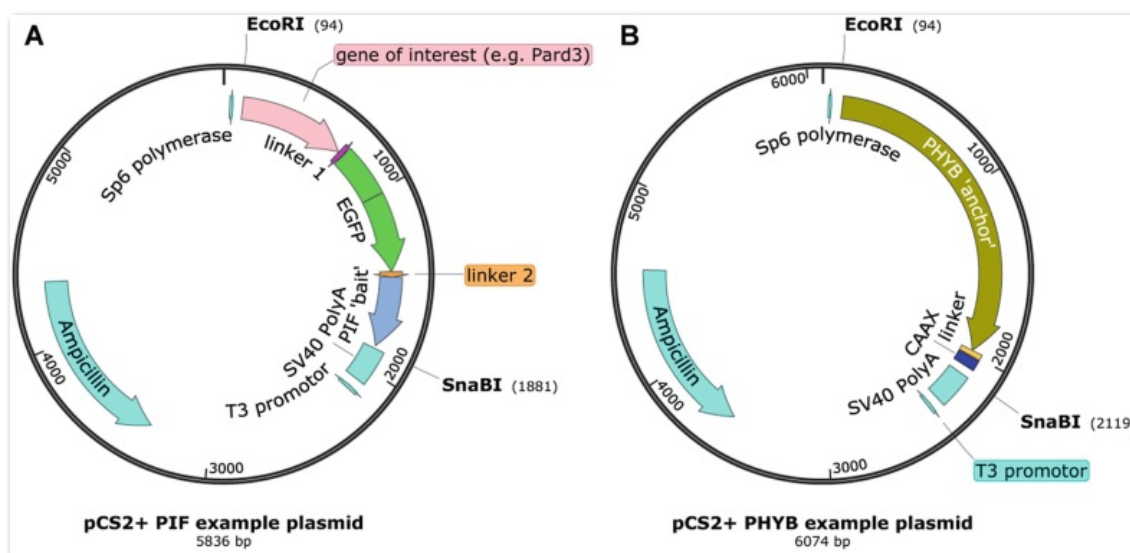 A
EcoRI (94)
gene of interest (e.g. Pard3)
Sp6 polymerase
linker 1
1000
EGFP
linker 2
PIF 'bait'
SV40 PolyA
2000
SnaBI (1881)
T3 promotor
3000
Ampicillin
4000
5000
pCS2+ PIF example plasmid
5836 bp
B
EcoRI (94)
6000
Sp6 polymerase
PHYB 'anchor'
1000
linker
CAAX
2000
SV40 PolyA
SnaBI (2119
T3 promotor
3000
Ampicillin
4000
5000
pCS2+ PHYB example plasmid
6074 bp